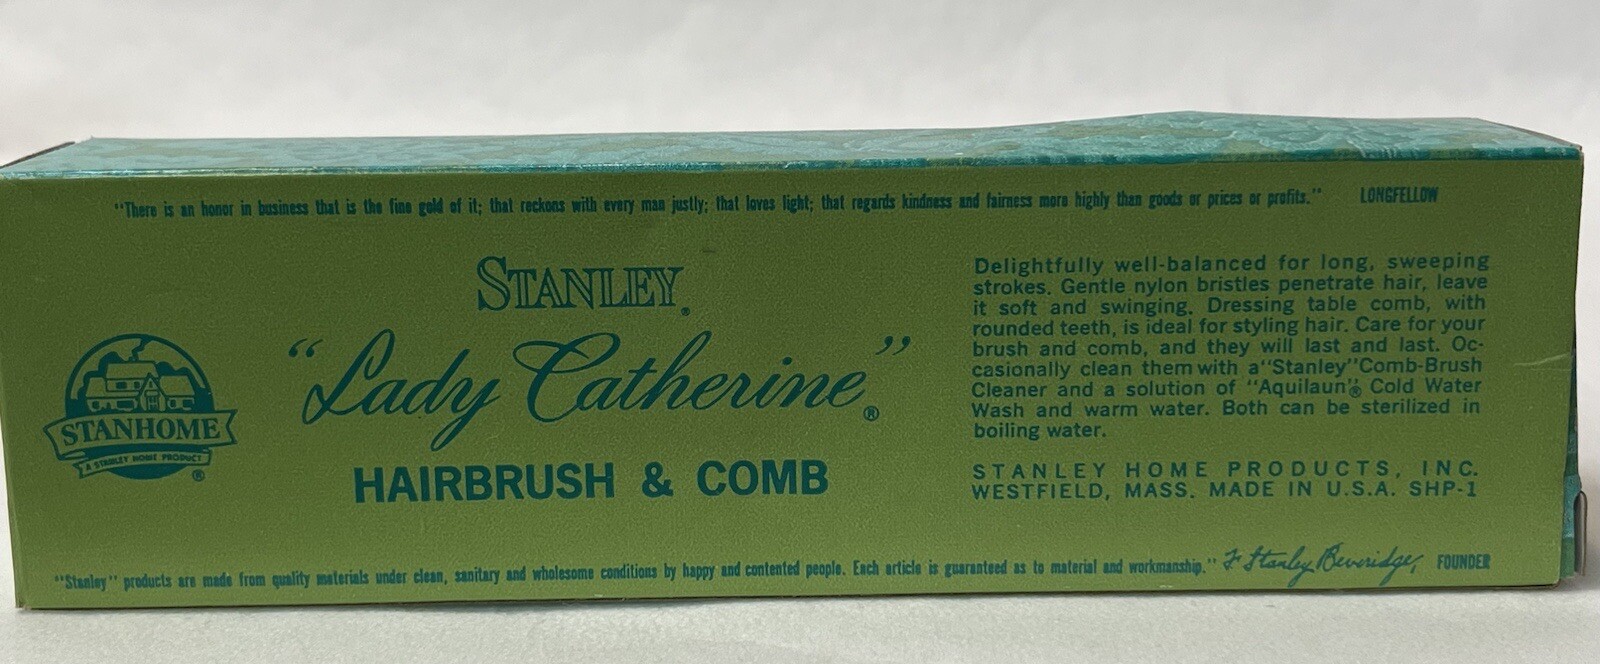 "There is an honor in business that is the fine gold of it; that reckons with every man justly; that loves light; that regards kindness and fairness more highly than goods or prices or profits." LONGFELLOW
STANLEY®
"Lady Catherine"®
HAIRBRUSH & COMB
STANHOME
A STANLEY HOME PRODUCT
®
Delightfully well-balanced for long, sweeping
strokes. Gentle nylon bristles penetrate hair, leave
it soft and swinging. Dressing table comb, with
rounded teeth, is ideal for styling hair. Care for your
brush and comb, and they will last and last. Oc-
casionally clean them with a "Stanley" Comb-Brush
Cleaner and a solution of "Aquilaun"® Cold Water
Wash and warm water. Both can be sterilized in
boiling water.
STANLEY HOME PRODUCTS, INC.
WESTFIELD, MASS. MADE IN U.S.A. SHP-1
"Stanley" products are made from quality materials under clean, sanitary and wholesome conditions by happy and contented people. Each article is guaranteed as to material and workmanship." F Stanley Beveridge, FOUNDER